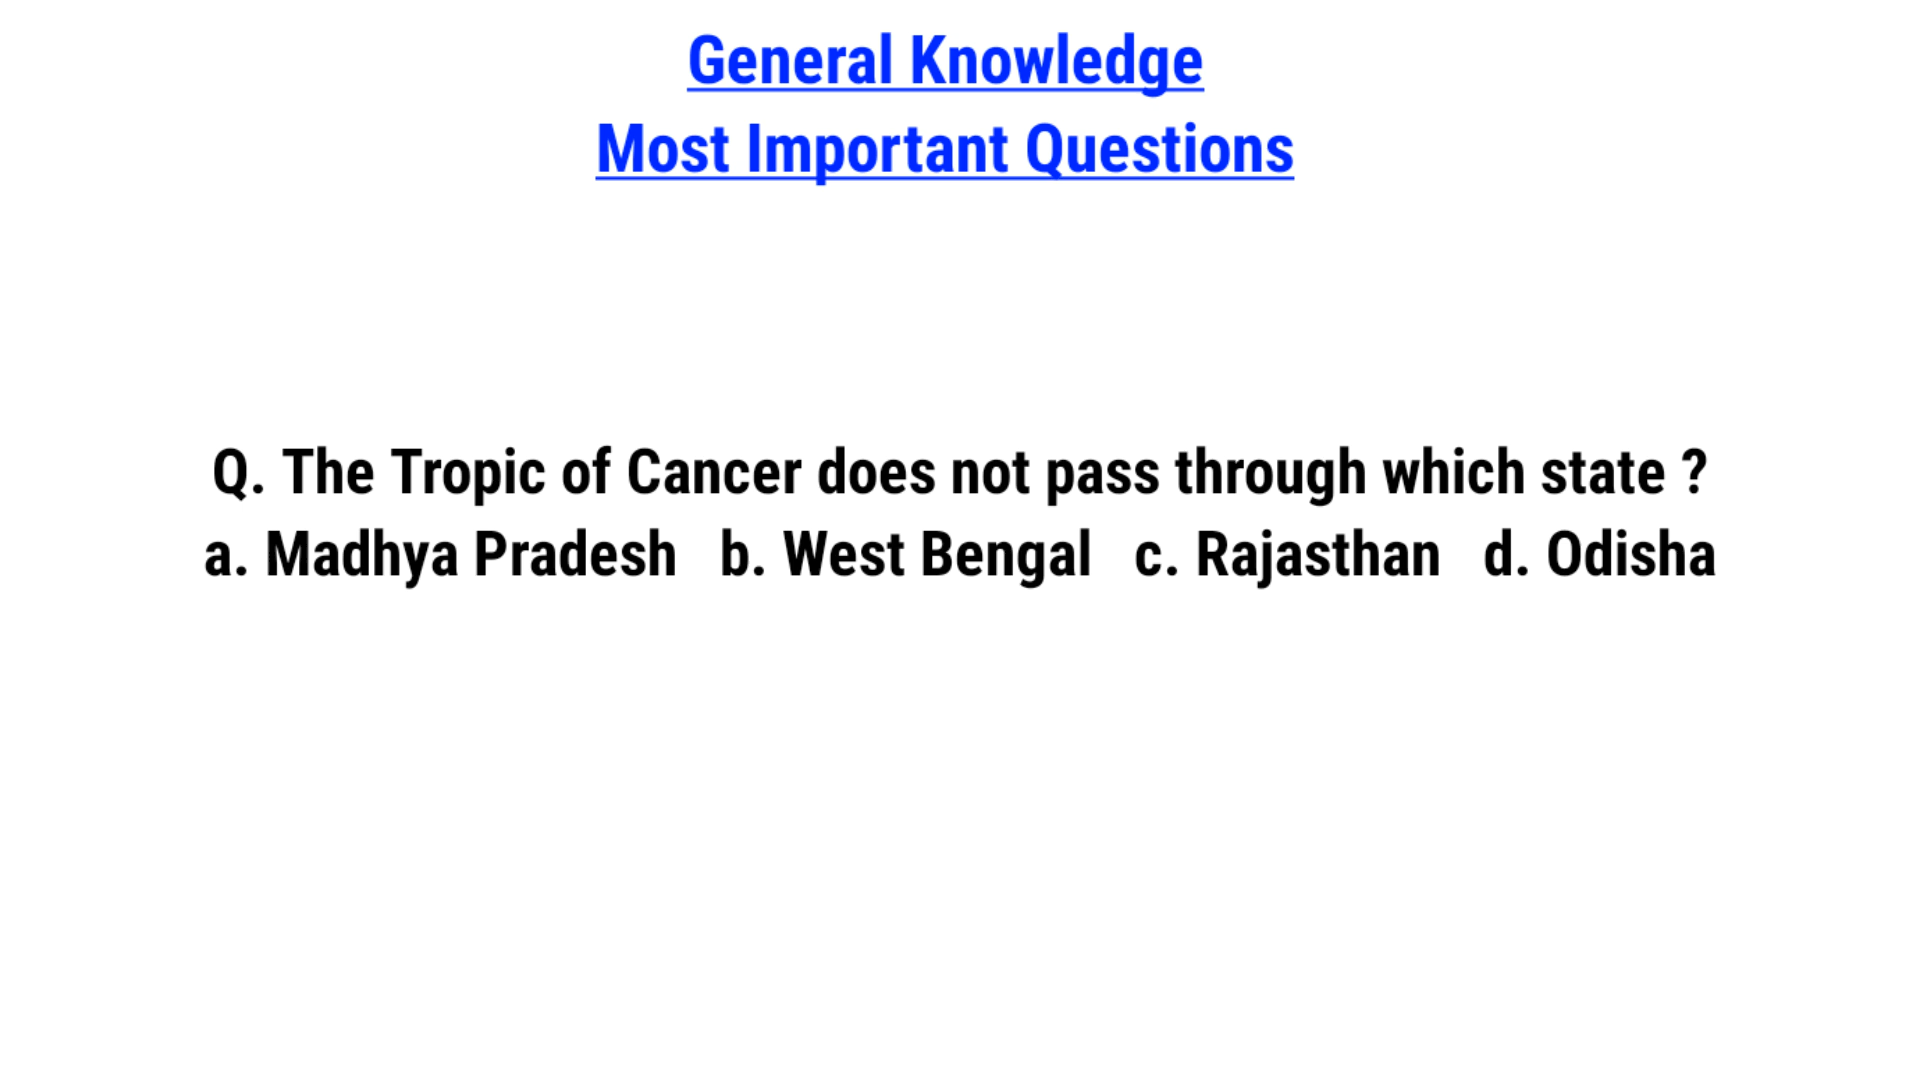 General Knowledge
Most Important Questions
Q. The Tropic of Cancer does not pass through which state ?
a. Madhya Pradesh b. West Bengal c. Rajasthan d. Odisha